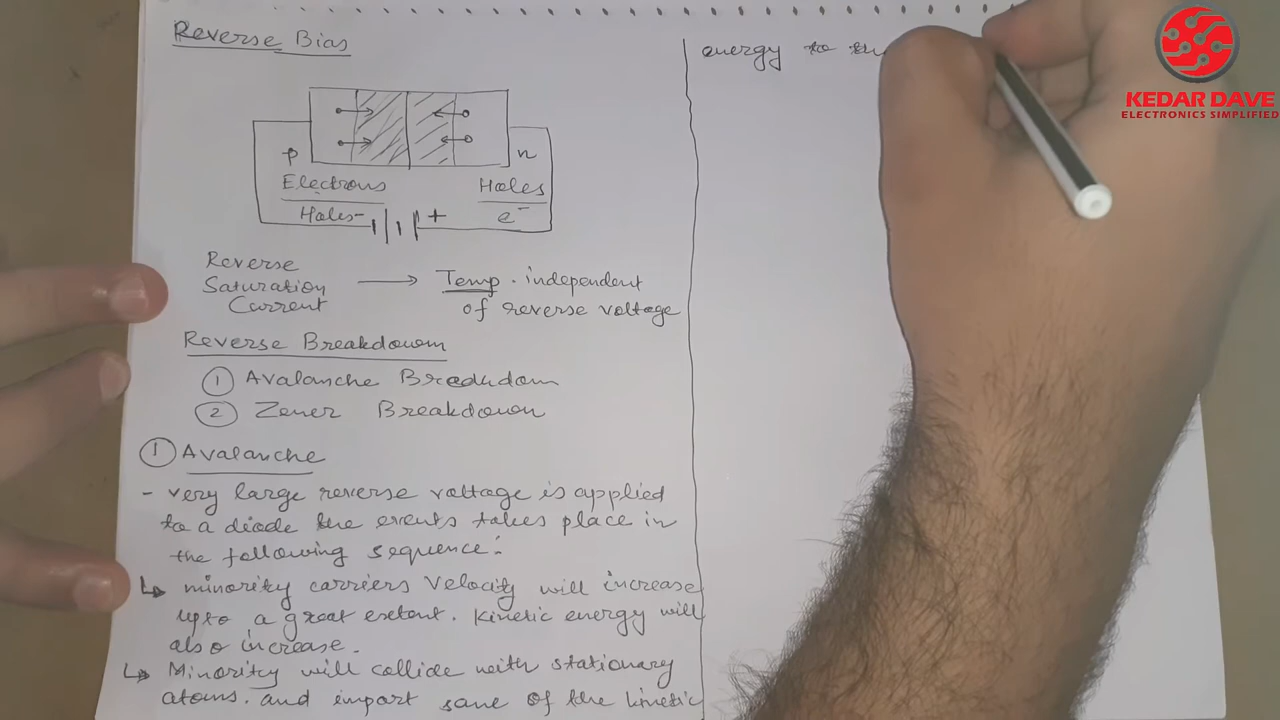 Reverse Bias
p
n
Electrons
Holes
Holes
e⁻
-
+
Reverse
Saturation
Current
Temp. independent
of reverse voltage
Reverse Breakdown
1 Avalanche Breakdown
2 Zener Breakdown
1 Avalanche
- very large reverse voltage is applied
to a diode the events takes place in
the following sequence:
↳ minority carriers velocity will increase
upto a great extent. Kinetic energy will
also increase.
↳ Minority will collide with stationary
atoms. and impart some of the kinetic
energy to
KEDAR DAVE
ELECTRONICS SIMPLIFIED